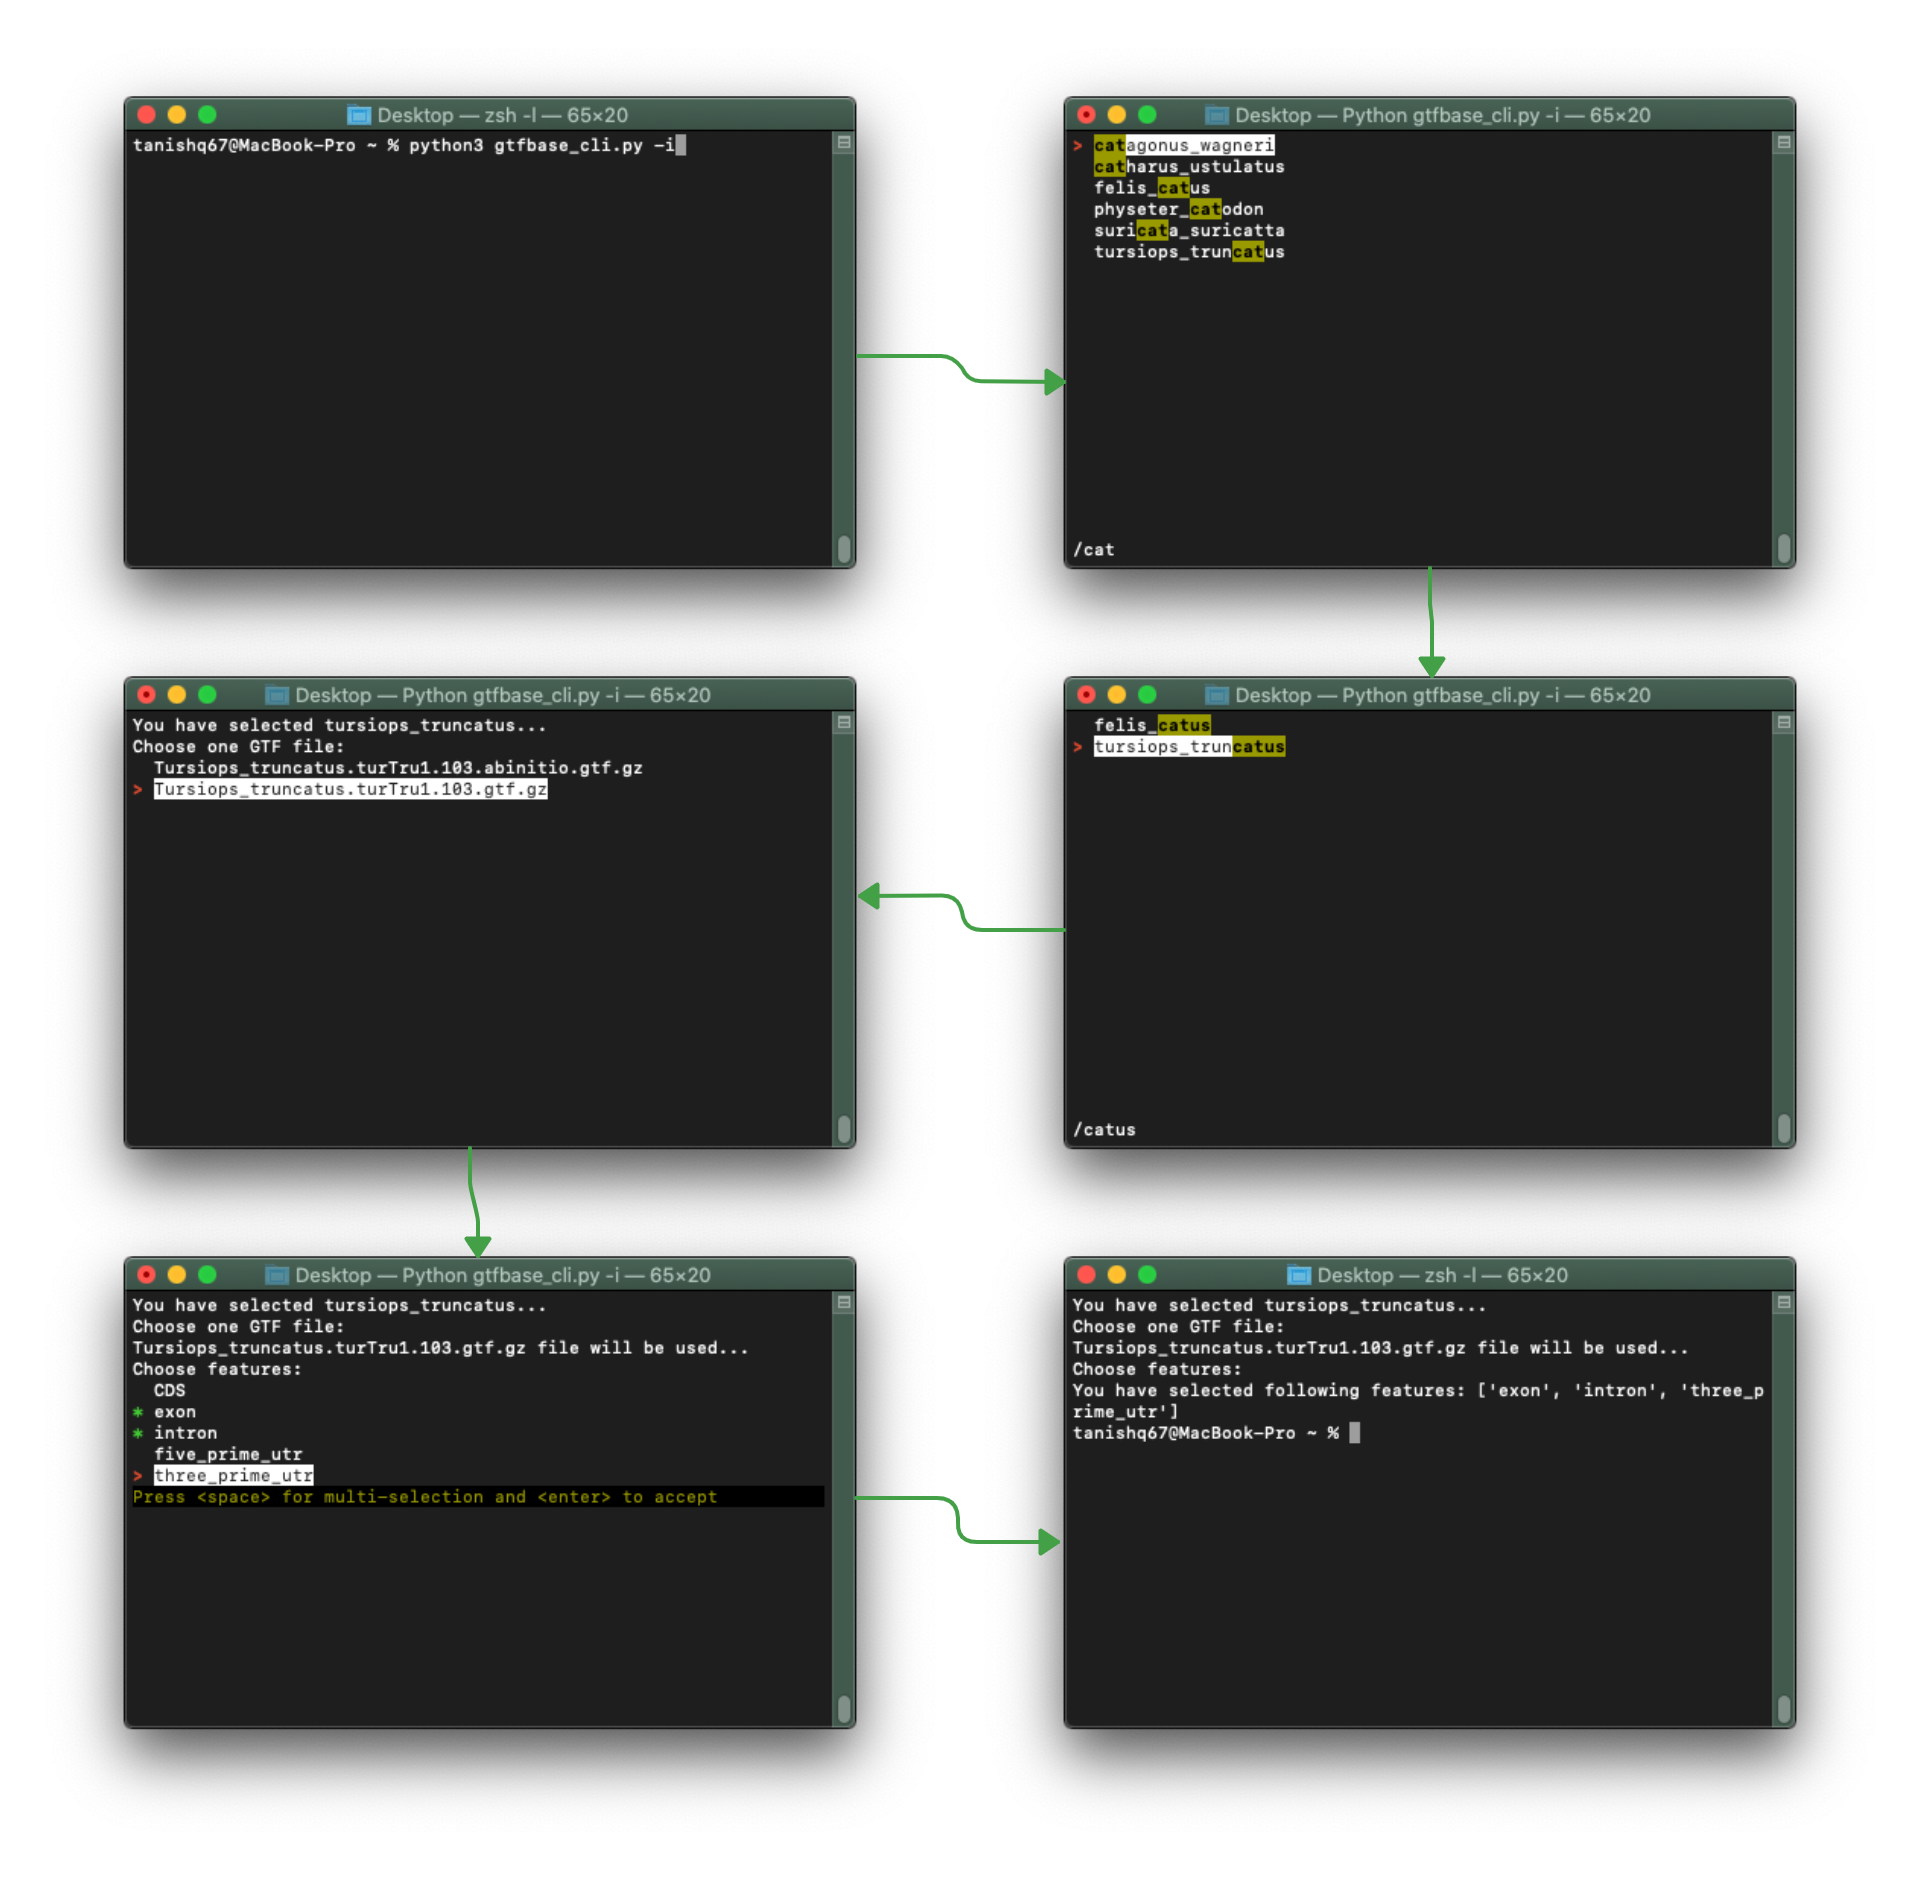 Desktop — zsh -l — 65×20
tanishq67@MacBook-Pro ~ % python3 gtfbase_cli.py -i
Desktop — Python gtfbase_cli.py -i — 65×20
> catagonus_wagneri
catharus_ustulatus
felis_catus
physeter_catodon
suricata_suricatta
tursiops_truncatus
/cat
Desktop — Python gtfbase_cli.py -i — 65×20
felis_catus
> tursiops_truncatus
/catus
Desktop — Python gtfbase_cli.py -i — 65×20
You have selected tursiops_truncatus...
Choose one GTF file:
Tursiops_truncatus.turTru1.103.abinitio.gtf.gz
> Tursiops_truncatus.turTru1.103.gtf.gz
Desktop — Python gtfbase_cli.py -i — 65×20
You have selected tursiops_truncatus...
Choose one GTF file:
Tursiops_truncatus.turTru1.103.gtf.gz file will be used...
Choose features:
CDS
* exon
* intron
five_prime_utr
> three_prime_utr
Press <space> for multi-selection and <enter> to accept
Desktop — zsh -l — 65×20
You have selected tursiops_truncatus...
Choose one GTF file:
Tursiops_truncatus.turTru1.103.gtf.gz file will be used...
Choose features:
You have selected following features: ['exon', 'intron', 'three_p
rime_utr']
tanishq67@MacBook-Pro ~ %